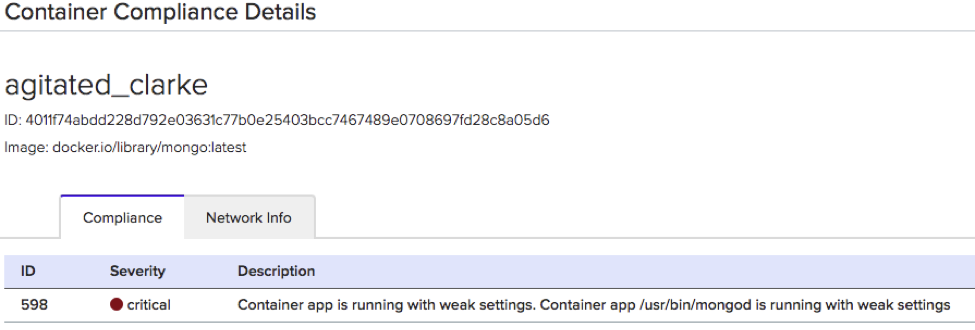 Container Compliance Details
agitated_clarke
ID: 4011f74abdd228d792e03631c77b0e25403bcc7467489e0708697fd28c8a05d6
Image: docker.io/library/mongo:latest
Compliance Network Info
ID Severity Description
598 critical Container app is running with weak settings. Container app /usr/bin/mongod is running with weak settings